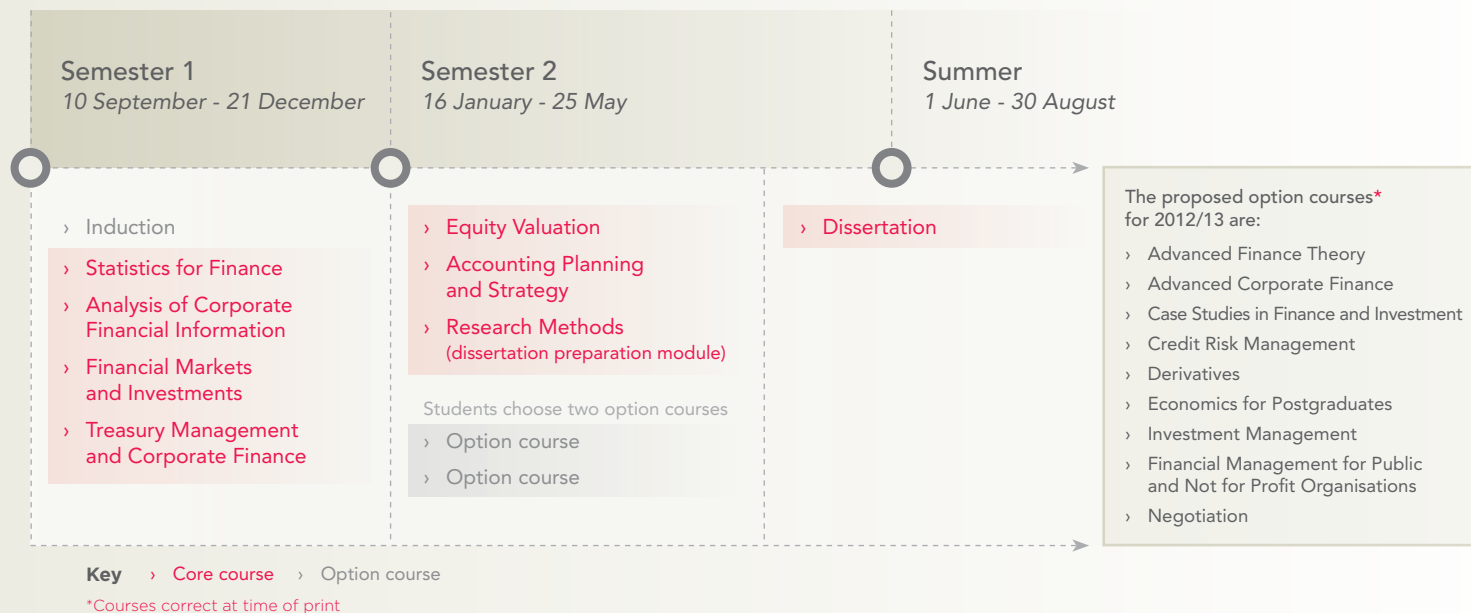 Semester 1
10 September - 21 December
Semester 2
16 January - 25 May
Summer
1 June - 30 August
› Induction
› Statistics for Finance
› Analysis of Corporate
Financial Information
› Financial Markets
and Investments
› Treasury Management
and Corporate Finance
› Equity Valuation
› Accounting Planning
and Strategy
› Research Methods
(dissertation preparation module)
Students choose two option courses
› Option course
› Option course
› Dissertation
The proposed option courses*
for 2012/13 are:
› Advanced Finance Theory
› Advanced Corporate Finance
› Case Studies in Finance and Investment
› Credit Risk Management
› Derivatives
› Economics for Postgraduates
› Investment Management
› Financial Management for Public
and Not for Profit Organisations
› Negotiation
Key › Core course › Option course
*Courses correct at time of print